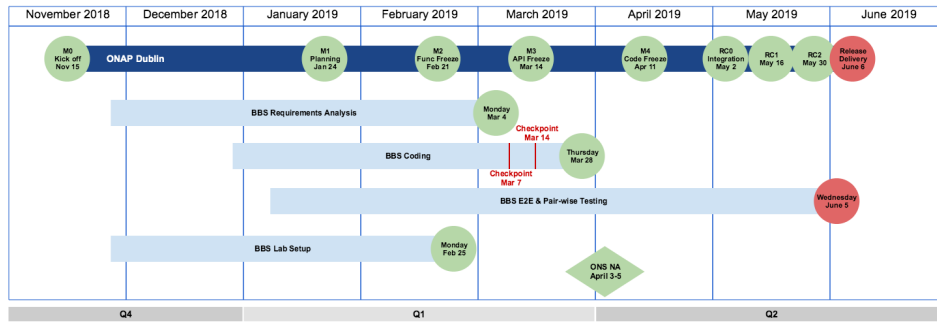 November 2018
December 2018
January 2019
February 2019
March 2019
April 2019
May 2019
June 2019
M0
Kick off
Nov 15
ONAP Dublin
M1
Planning
Jan 24
M2
Func Freeze
Feb 21
M3
API Freeze
Mar 14
M4
Code Freeze
Apr 11
RC0
Integration
May 2
RC1
May 16
RC2
May 30
Release
Delivery
June 6
BBS Requirements Analysis
Monday
Mar 4
Checkpoint
Mar 14
BBS Coding
Thursday
Mar 28
Checkpoint
Mar 7
BBS E2E & Pair-wise Testing
Wednesday
June 5
BBS Lab Setup
Monday
Feb 25
ONS NA
April 3-5
Q4
Q1
Q2